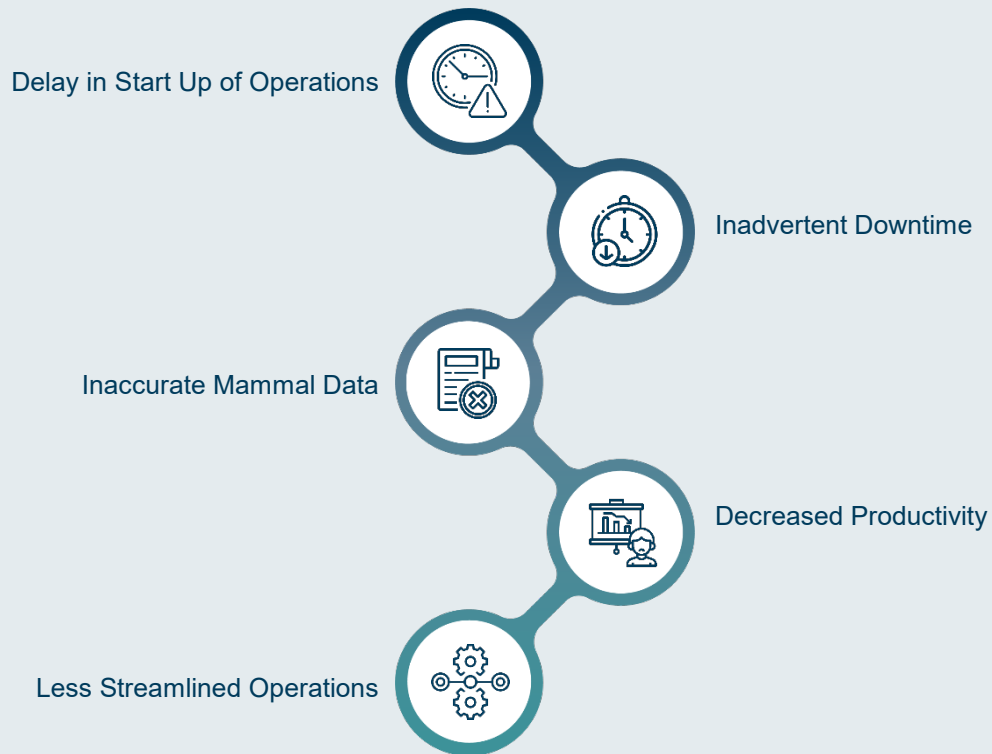 Delay in Start Up of Operations
Inadvertent Downtime
Inaccurate Mammal Data
Decreased Productivity
Less Streamlined Operations